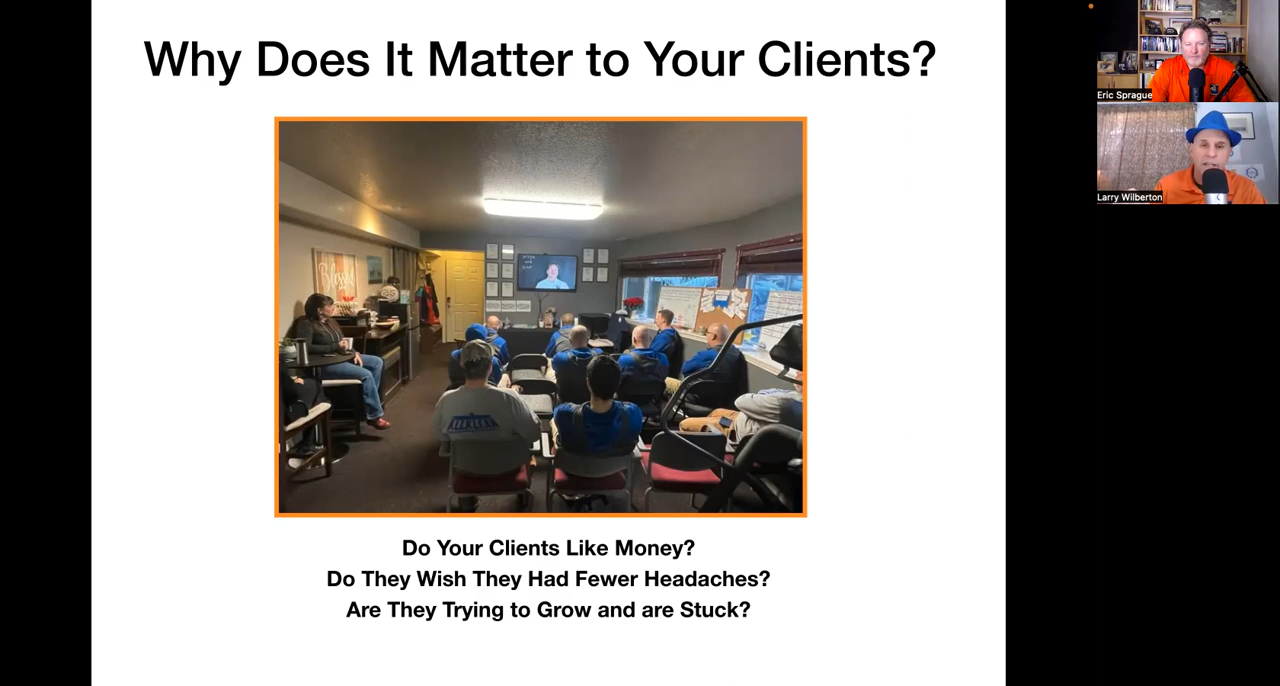 Why Does It Matter to Your Clients?
Eric Sprague
Larry Wilberton
Blessed
Do Your Clients Like Money?
Do They Wish They Had Fewer Headaches?
Are They Trying to Grow and are Stuck?